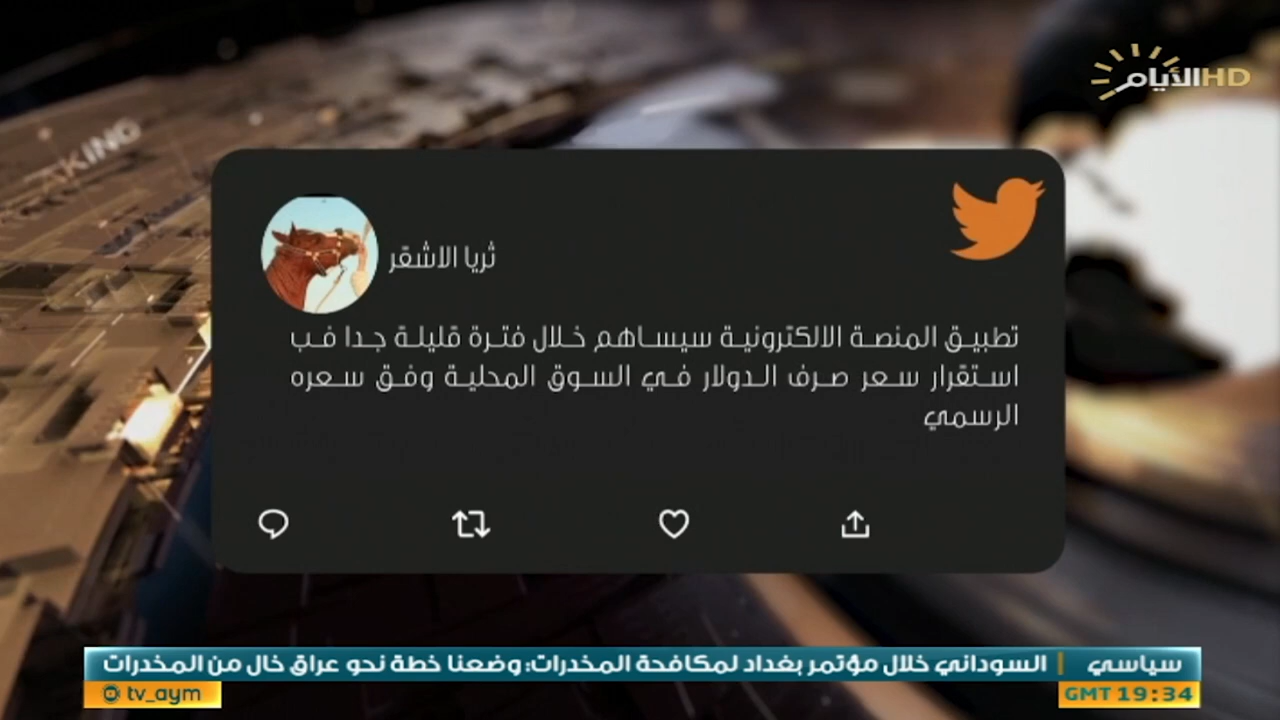 الأيام HD
KING
ثريا الاشقر
تطبيق المنصة الالكترونية سيساهم خلال فترة قليلة جدا فب
استقرار سعر صرف الدولار في السوق المحلية وفق سعره
الرسمي
سياسي | السوداني خلال مؤتمر بغداد لمكافحة المخدرات: وضعنا خطة نحو عراق خال من المخدرات
tv_aym
GMT 19:34